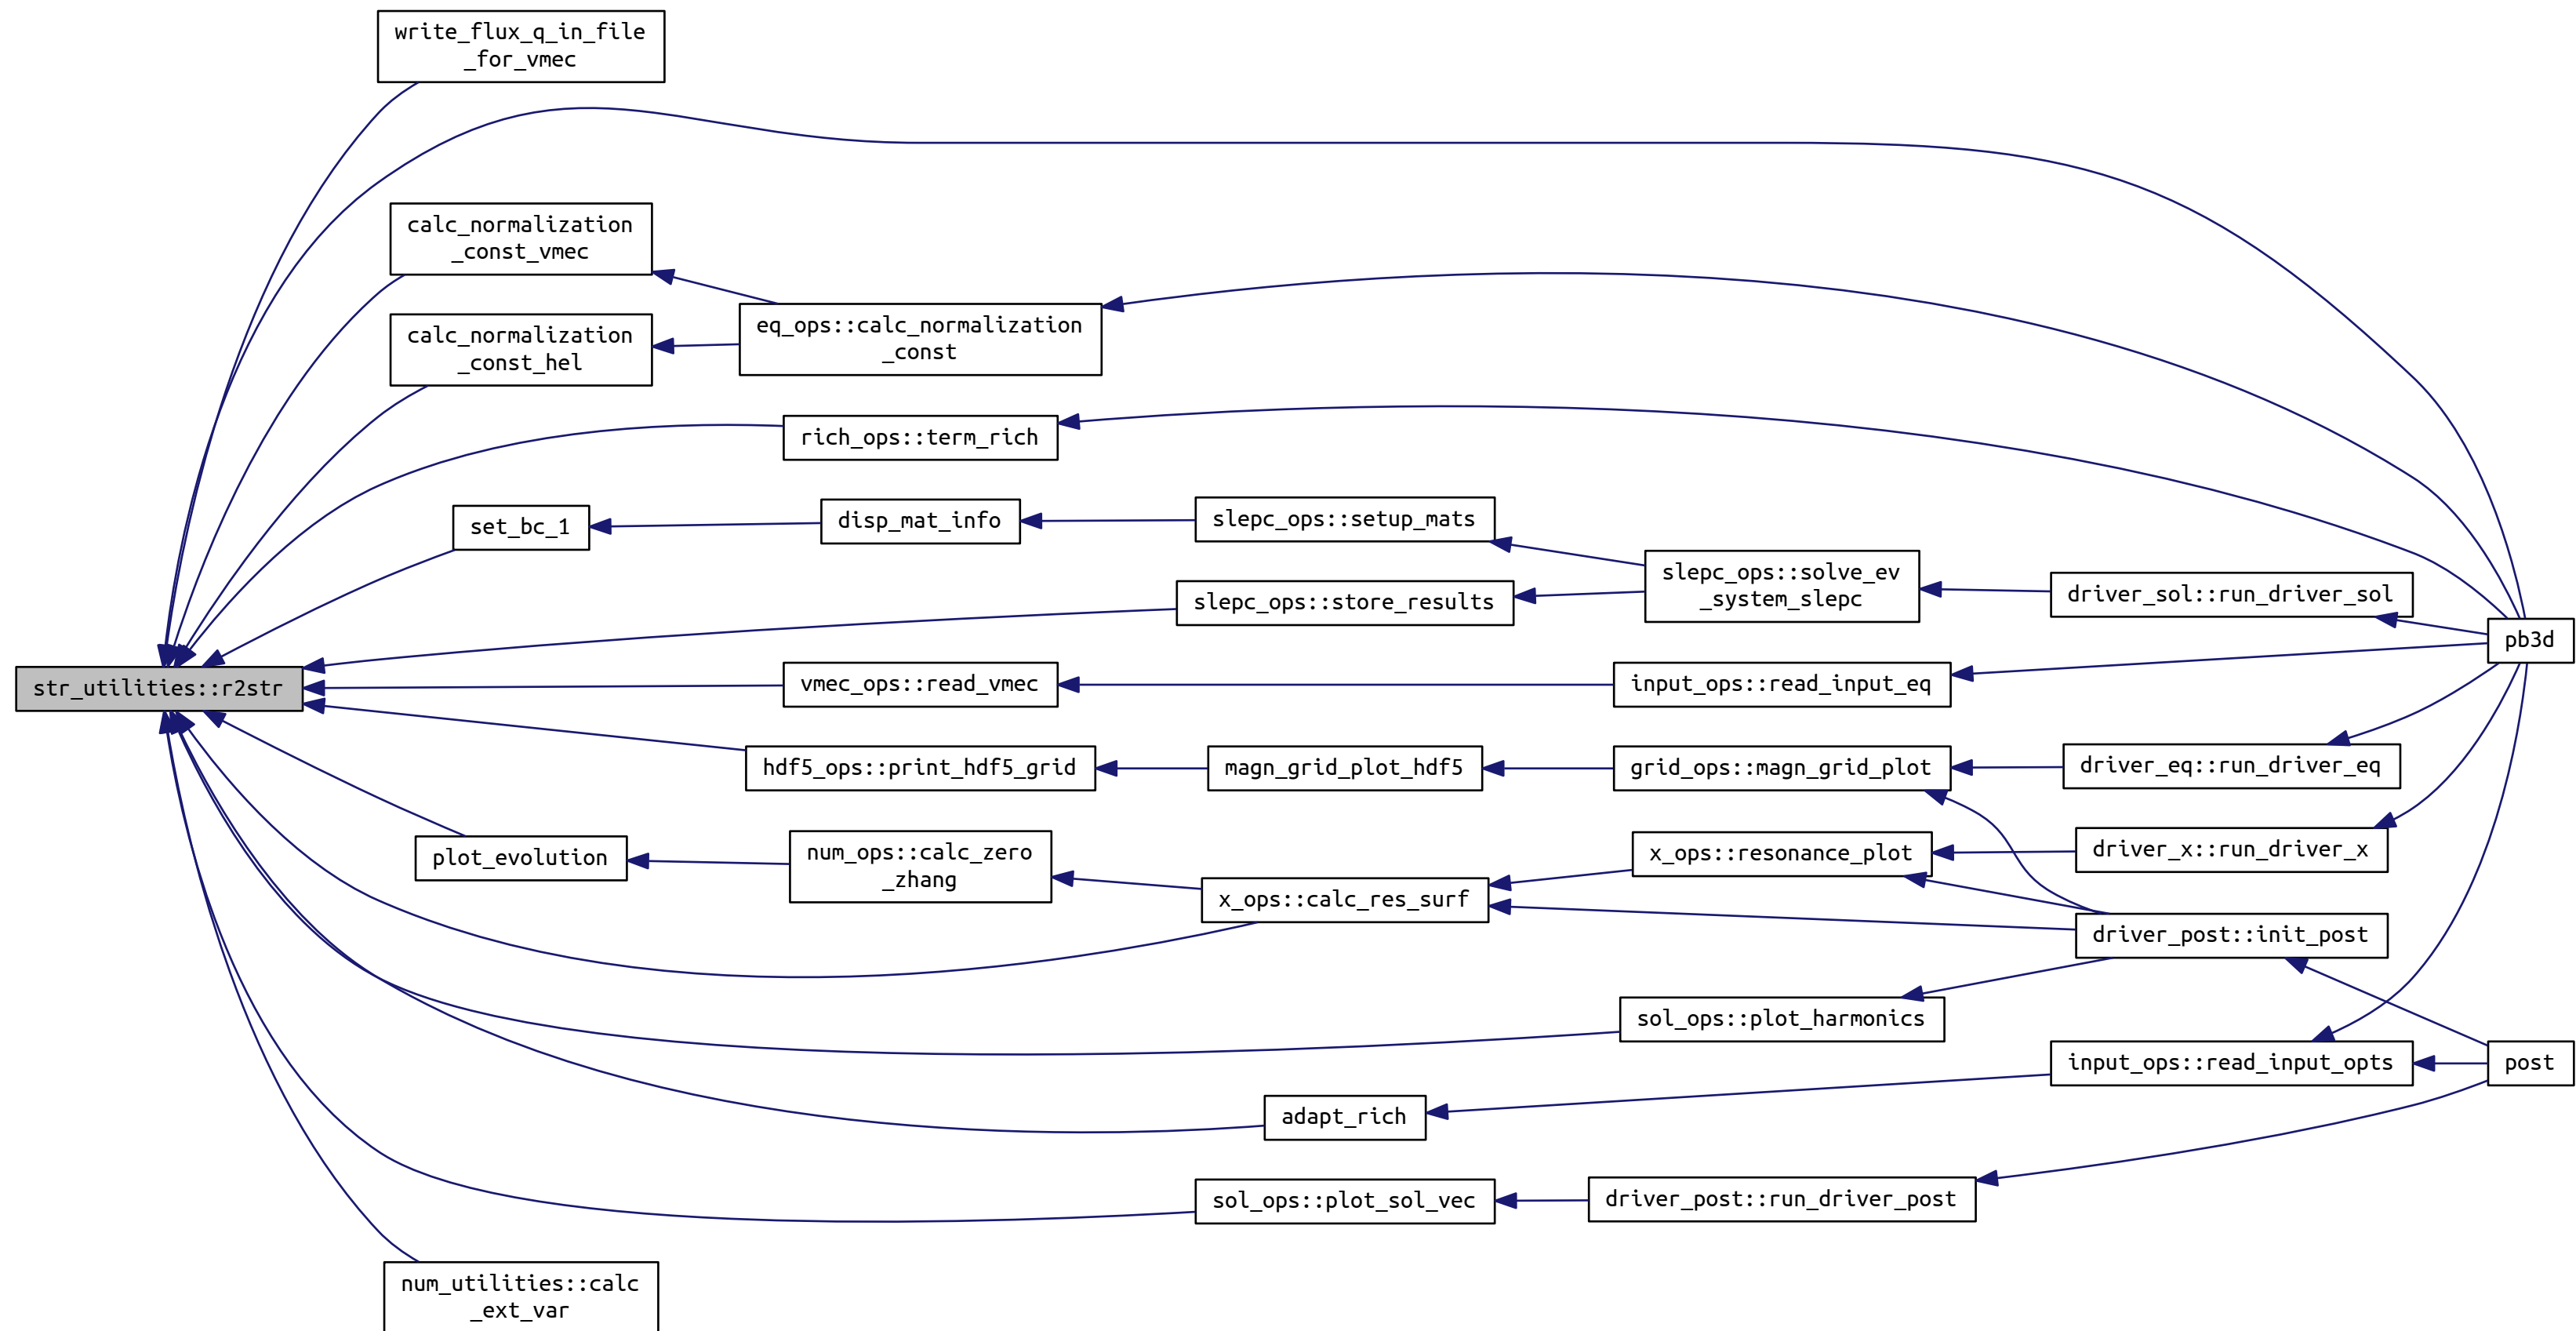 write_flux_q_in_file
_for_vmec
calc_normalization
_const_vmec
calc_normalization
_const_hel
eq_ops::calc_normalization
_const
rich_ops::term_rich
set_bc_1
disp_mat_info
slepc_ops::setup_mats
slepc_ops::store_results
slepc_ops::solve_ev
_system_slepc
driver_sol::run_driver_sol
pb3d
str_utilities::r2str
vmec_ops::read_vmec
input_ops::read_input_eq
hdf5_ops::print_hdf5_grid
magn_grid_plot_hdf5
grid_ops::magn_grid_plot
driver_eq::run_driver_eq
plot_evolution
num_ops::calc_zero
_zhang
x_ops::calc_res_surf
x_ops::resonance_plot
driver_x::run_driver_x
driver_post::init_post
sol_ops::plot_harmonics
input_ops::read_input_opts
post
adapt_rich
sol_ops::plot_sol_vec
driver_post::run_driver_post
num_utilities::calc
_ext_var